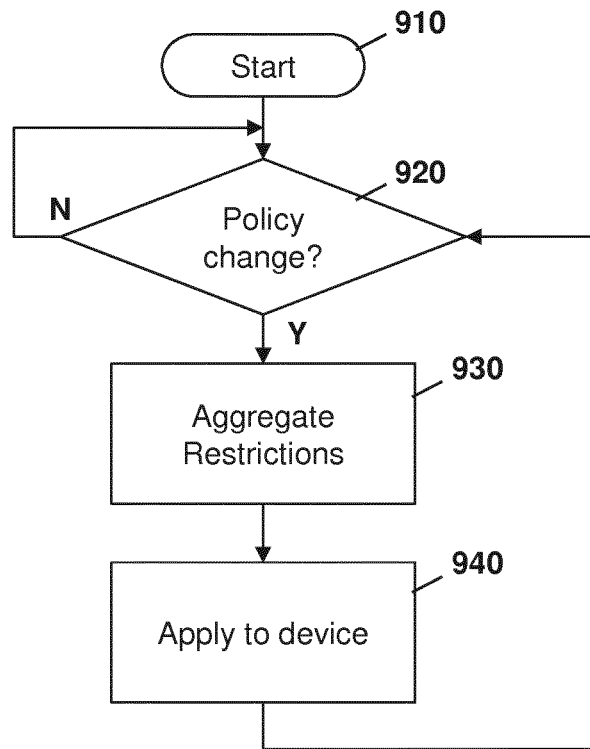 910
Start
920
N
Policy
change?
Y
930
Aggregate
Restrictions
940
Apply to device